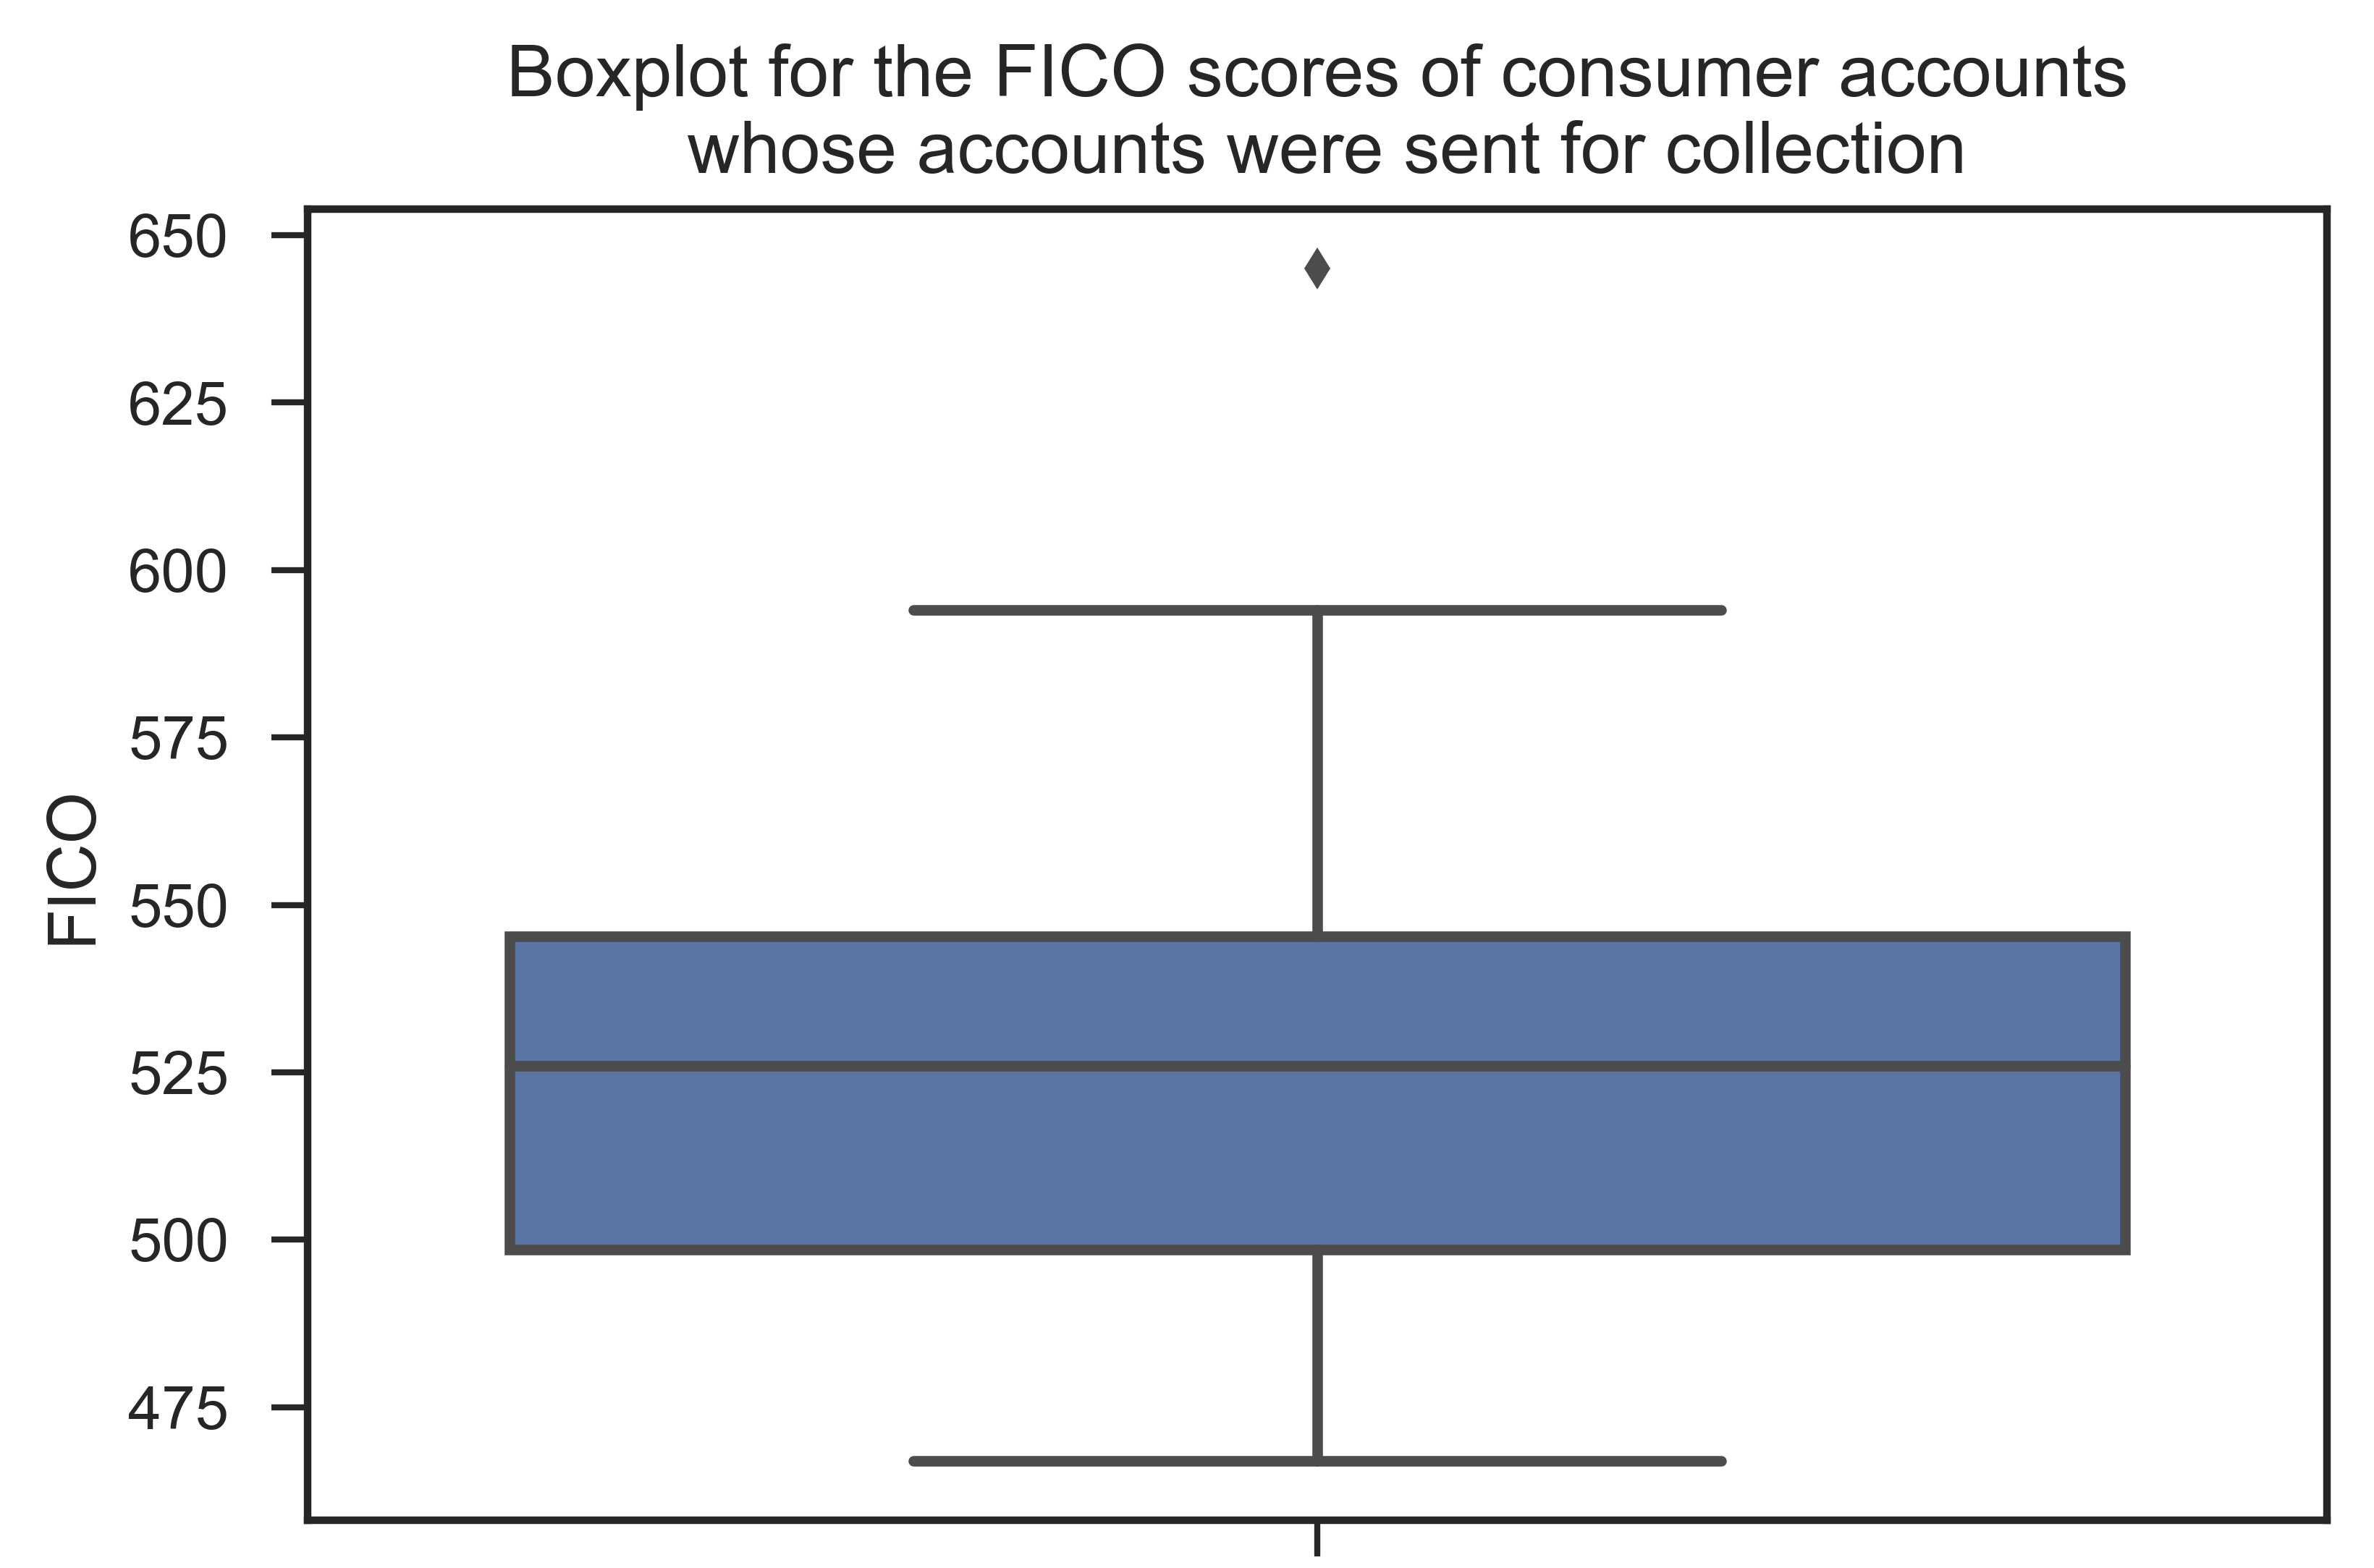 Boxplot for the FICO scores of consumer accounts
whose accounts were sent for collection
650
625
600
575
550
525
500
475
FICO